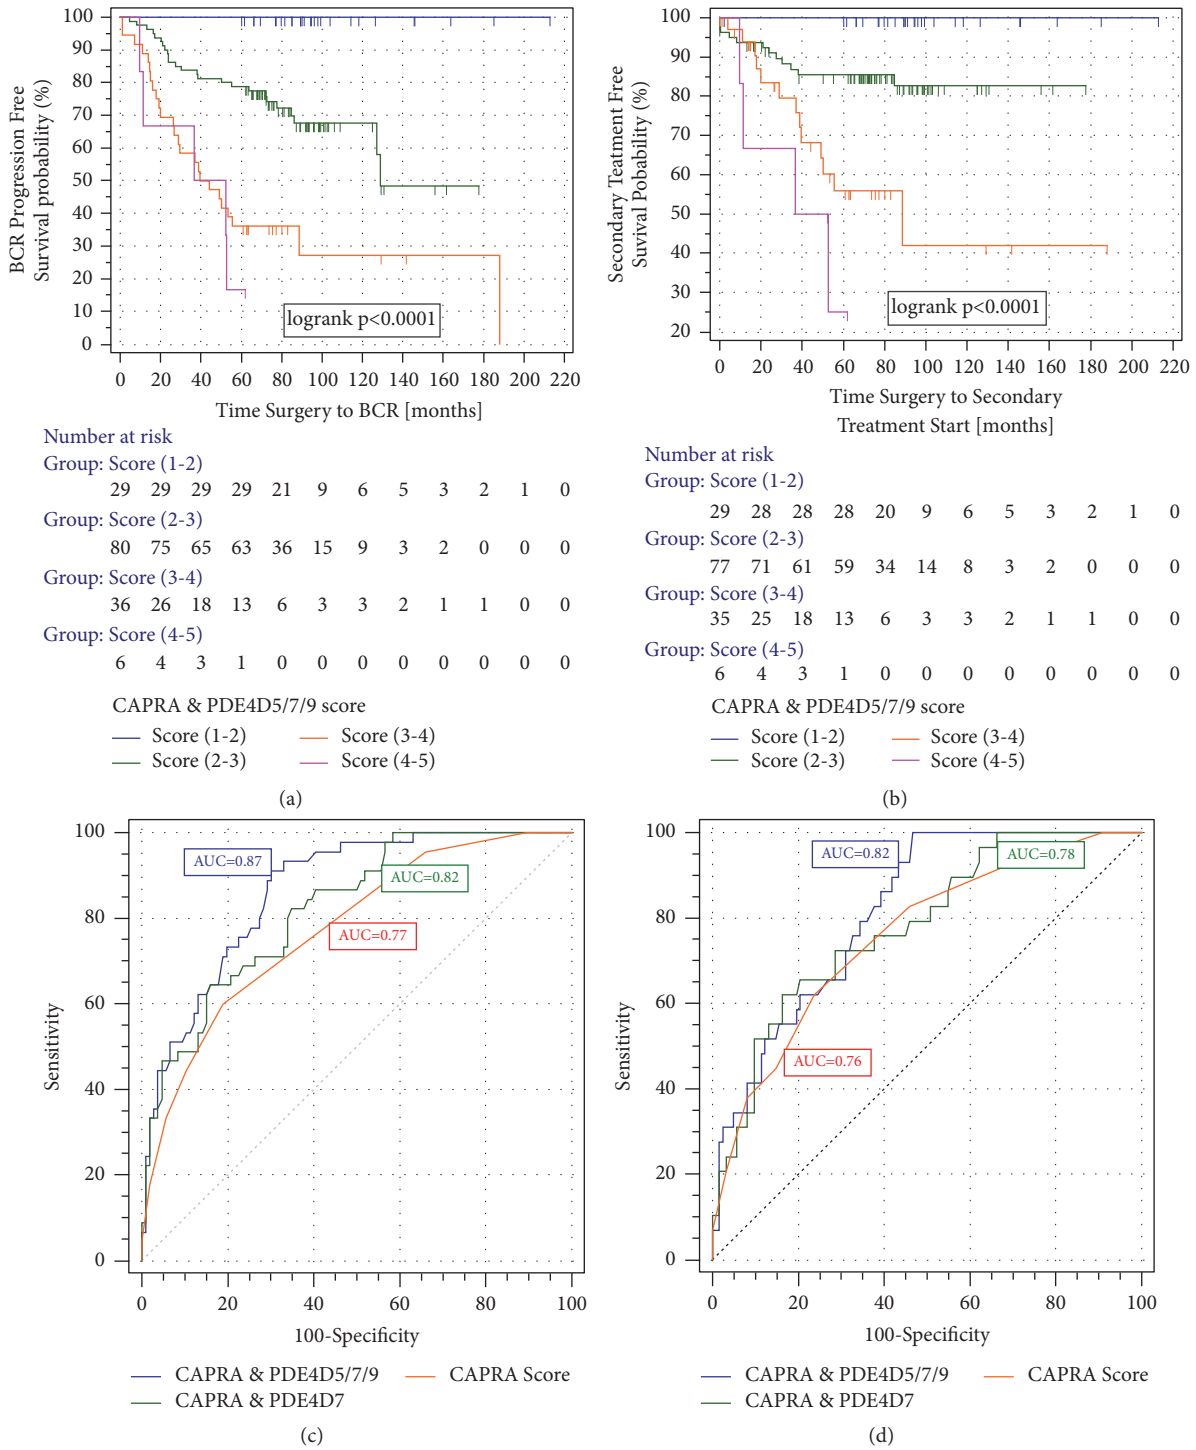 BCR Progression Free
Survival probability (%)
100
90
80
70
60
50
40
30
20
10
0
logrank p<0.0001
0 20 40 60 80 100 120 140 160 180 200 220
Time Surgery to BCR [months]
Number at risk
Group: Score (1-2)
29 29 29 29 21 9 6 5 3 2 1 0
Group: Score (2-3)
80 75 65 63 36 15 9 3 2 0 0 0
Group: Score (3-4)
36 26 18 13 6 3 3 2 1 1 0 0
Group: Score (4-5)
6 4 3 1 0 0 0 0 0 0 0 0
CAPRA & PDE4D5/7/9 score
Score (1-2) Score (3-4)
Score (2-3) Score (4-5)
(a)
Secondary Teatment Free
Suvival Pobability (%)
100
90
80
70
60
50
40
30
20
logrank p<0.0001
0 20 40 60 80 100 120 140 160 180 200 220
Time Surgery to Secondary
Treatment Start [months]
Number at risk
Group: Score (1-2)
29 28 28 28 20 9 6 5 3 2 1 0
Group: Score (2-3)
77 71 61 59 34 14 8 3 2 0 0 0
Group: Score (3-4)
35 25 18 13 6 3 3 2 1 1 0 0
Group: Score (4-5)
6 4 3 1 0 0 0 0 0 0 0 0
CAPRA & PDE4D5/7/9 score
Score (1-2) Score (3-4)
Score (2-3) Score (4-5)
(b)
Sensitivity
100
80
60
40
20
0
AUC=0.87
AUC=0.82
AUC=0.77
0 20 40 60 80 100
100-Specificity
CAPRA & PDE4D5/7/9 CAPRA Score
CAPRA & PDE4D7
(c)
Sensitivity
100
80
60
40
20
0
AUC=0.82
AUC=0.78
AUC=0.76
0 20 40 60 80 100
100-Specificity
CAPRA & PDE4D5/7/9 CAPRA Score
CAPRA & PDE4D7
(d)